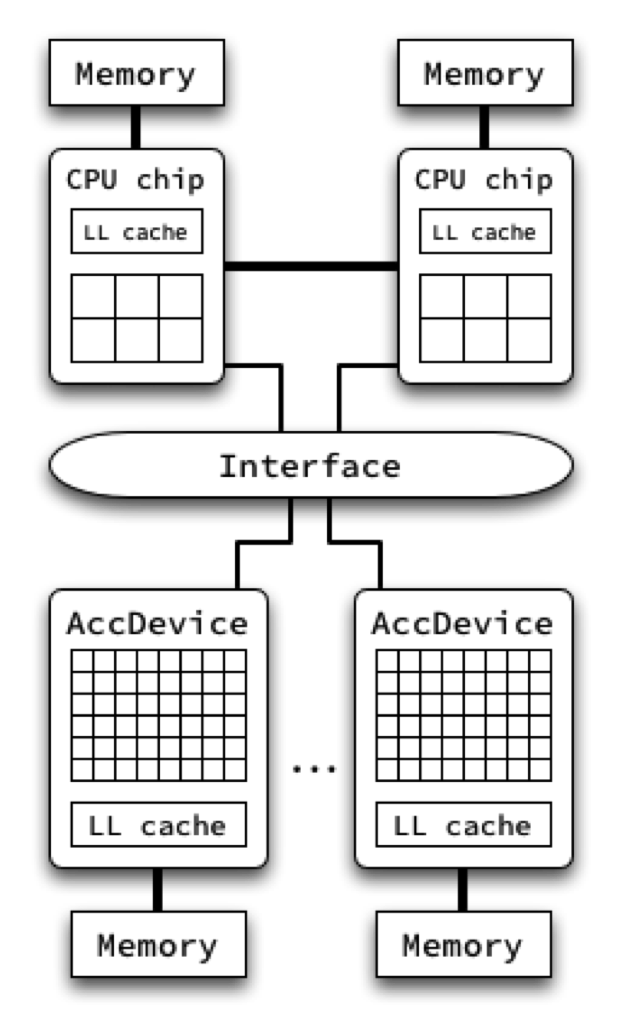 Memory
Memory
CPU chip
CPU chip
LL cache
LL cache
Interface
AccDevice
AccDevice
...
LL cache
LL cache
Memory
Memory